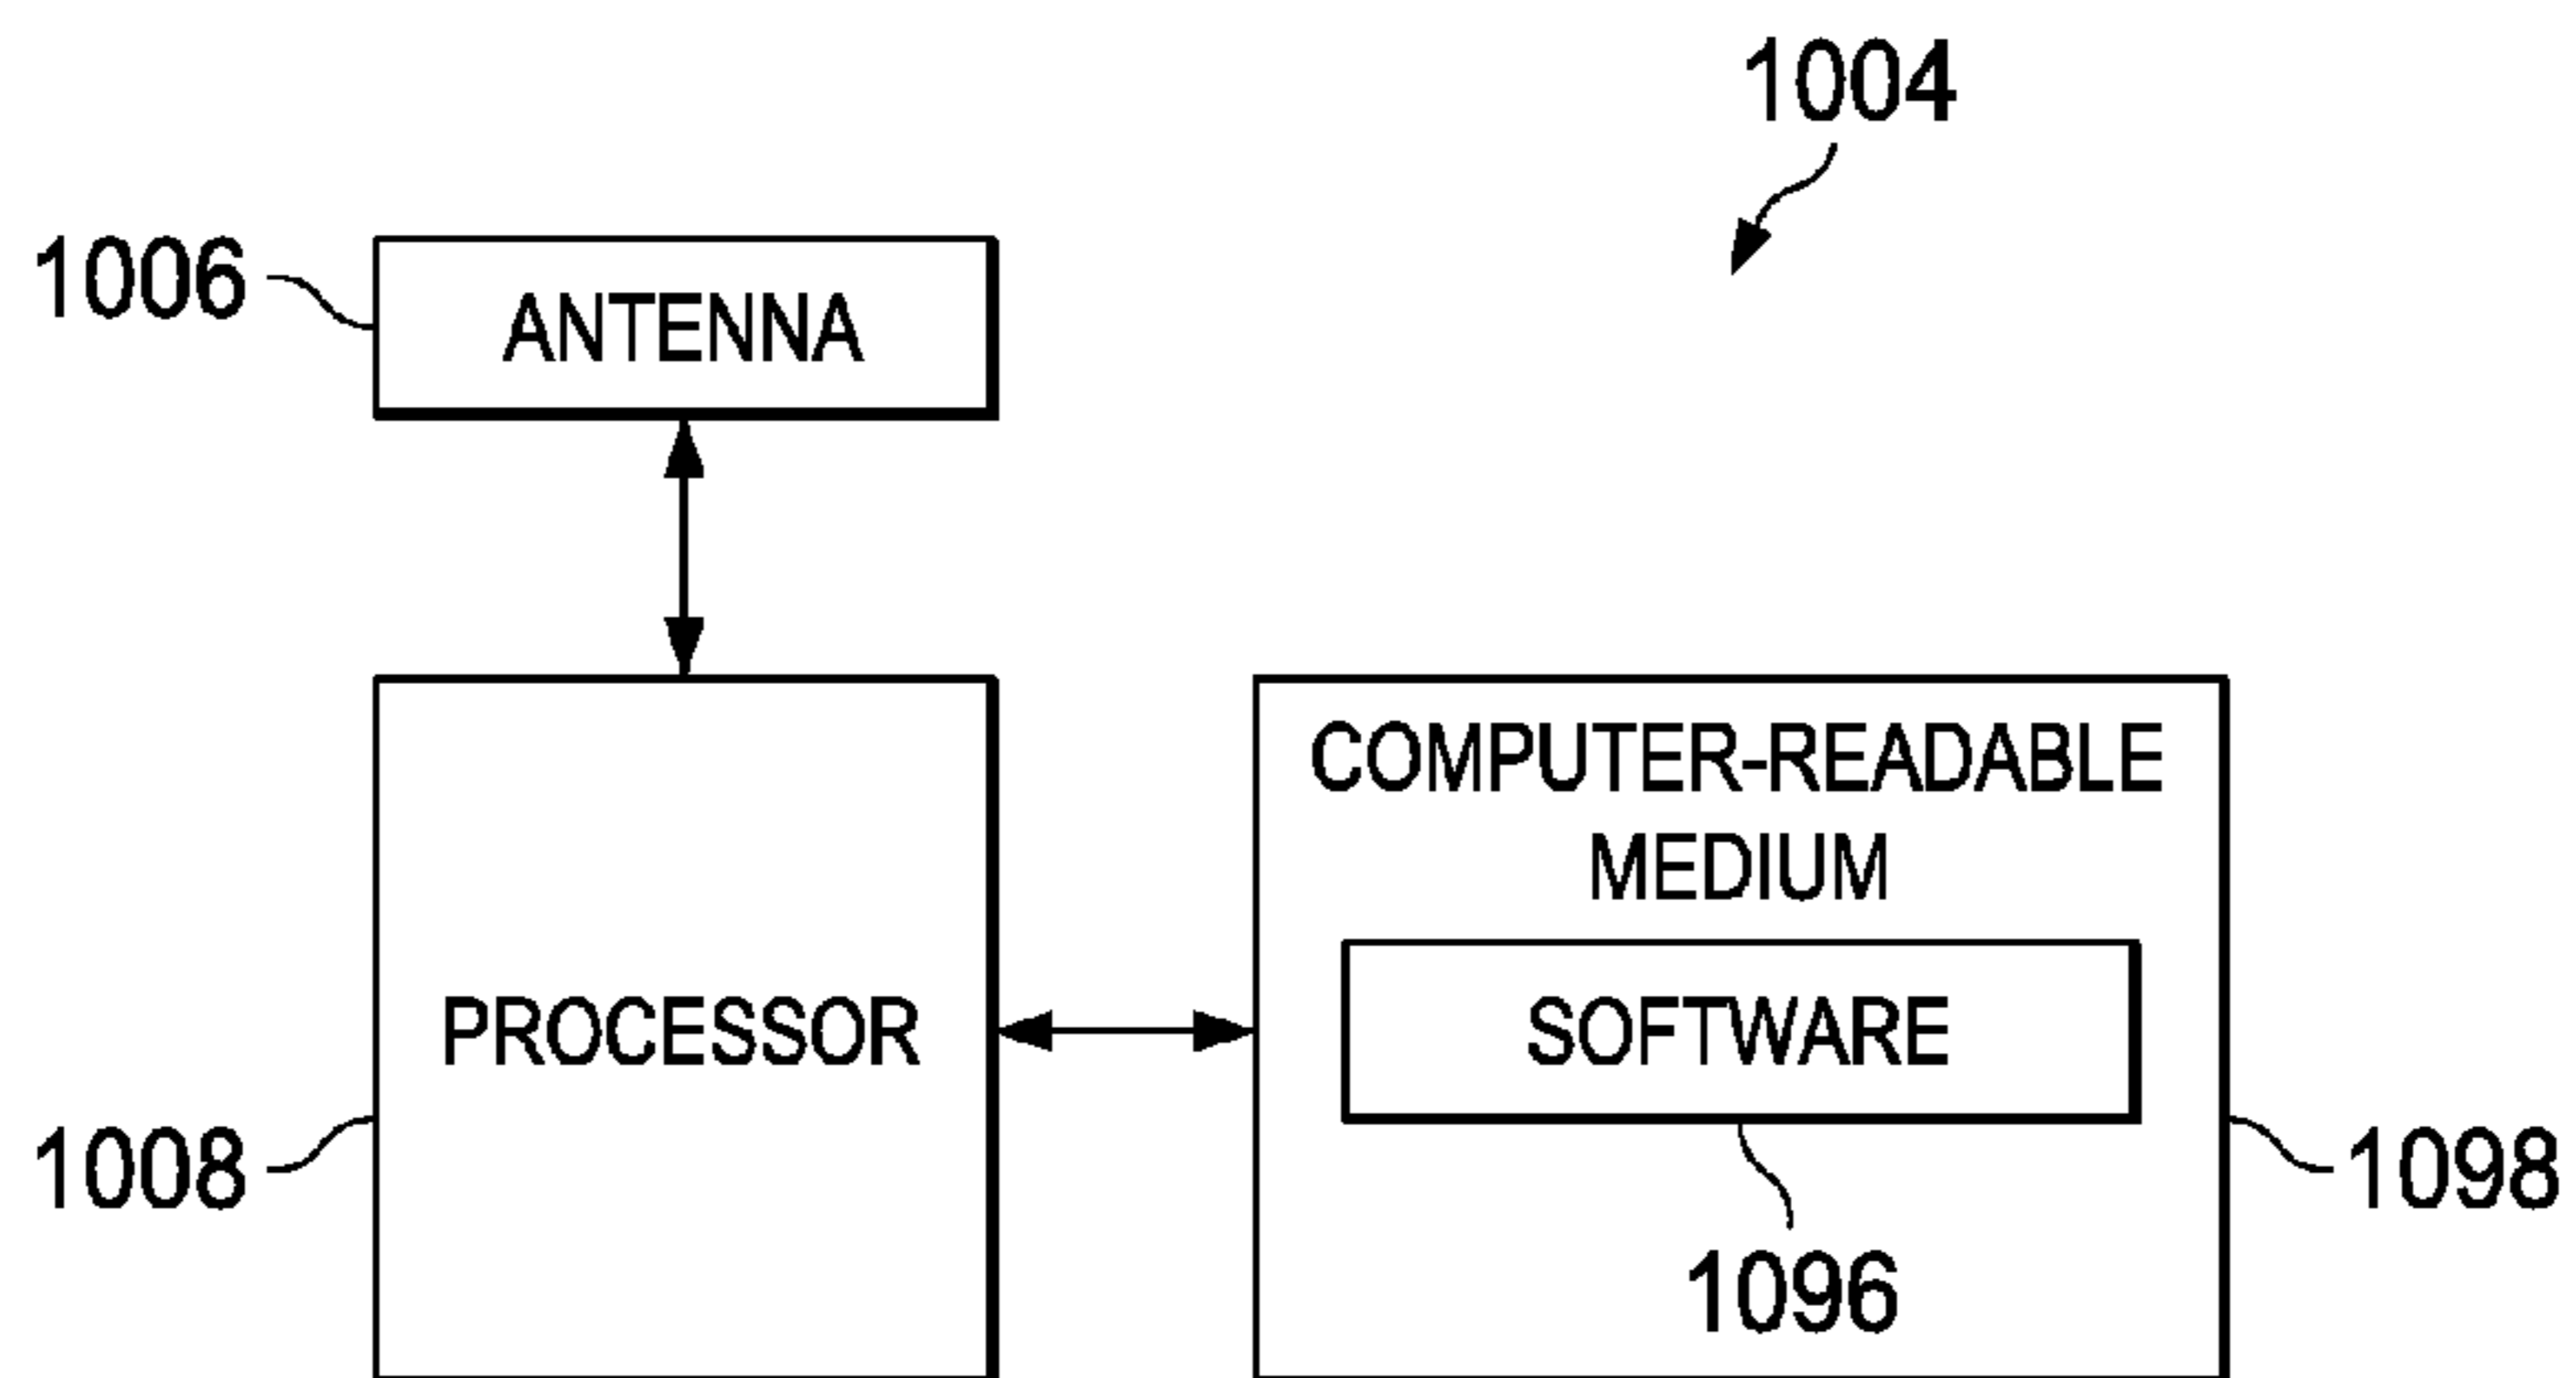 1004
1006
ANTENNA
COMPUTER-READABLE
MEDIUM
PROCESSOR
SOFTWARE
1008
1098
1096